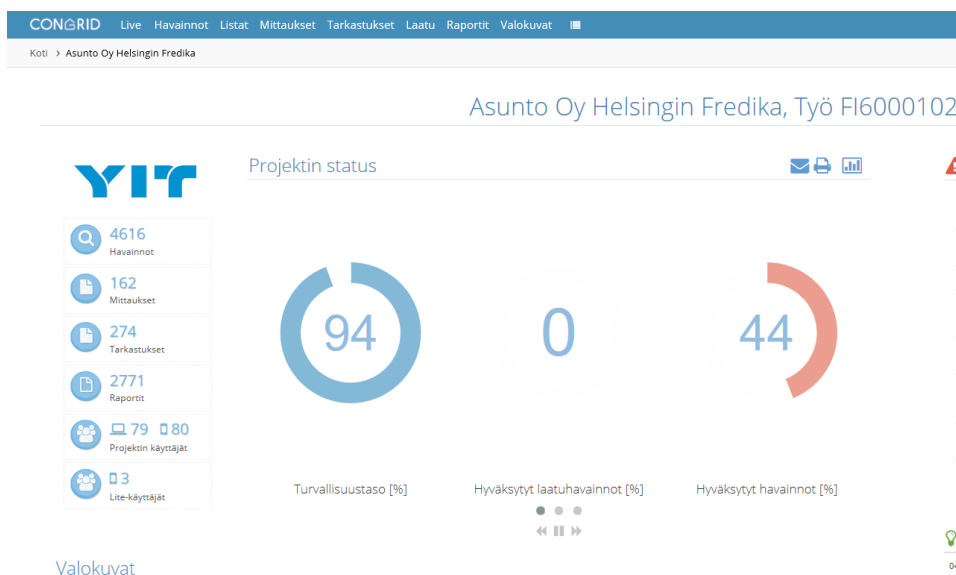 CONGRID Live Havainnot Listat Mittaukset Tarkastukset Laatu Raportit Valokuvat
Koti > Asunto Oy Helsingin Fredika
Asunto Oy Helsingin Fredika, Työ FI6000102
YIT
Projektin status
4616
Havainnot
162
Mittaukset
274
Tarkastukset
2771
Raportit
79 80
Projektin käyttäjät
3
Lite-käyttäjät
94
0
44
Turvallisuustaso [%]
Hyväksytyt laatuhavainnot [%]
Hyväksytyt havainnot [%]
Valokuvat
04